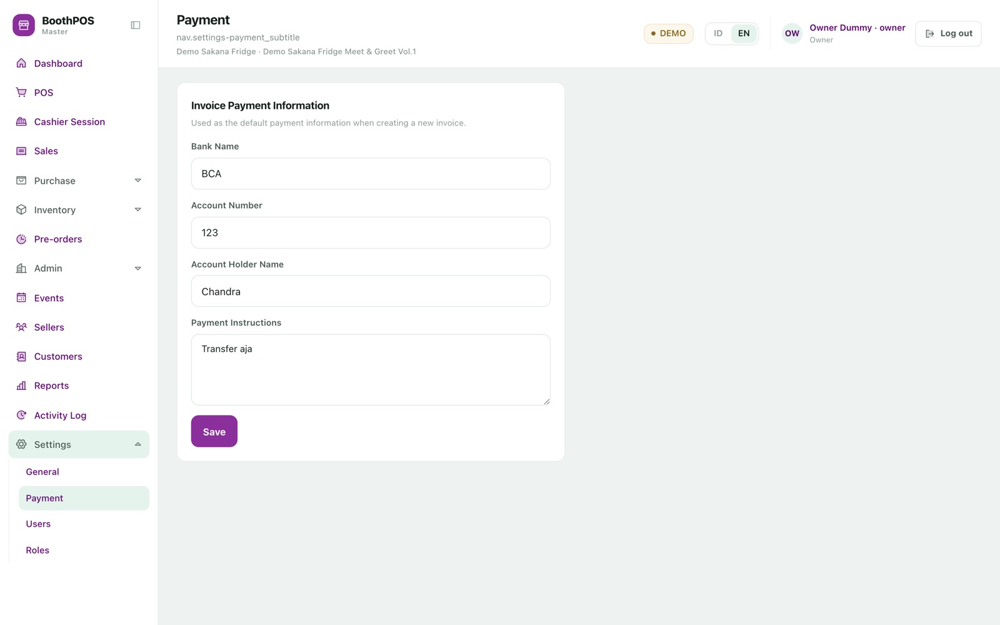 BoothPOS
Master
Dashboard
POS
Cashier Session
Sales
Purchase
Inventory
Pre-orders
Admin
Events
Sellers
Customers
Reports
Activity Log
Settings
General
Payment
Users
Roles
Payment
nav.settings-payment_subtitle
Demo Sakana Fridge · Demo Sakana Fridge Meet & Greet Vol.1
DEMO
ID EN
OW
Owner Dummy · owner
Owner
Log out
Invoice Payment Information
Used as the default payment information when creating a new invoice.
Bank Name
BCA
Account Number
123
Account Holder Name
Chandra
Payment Instructions
Transfer aja
Save